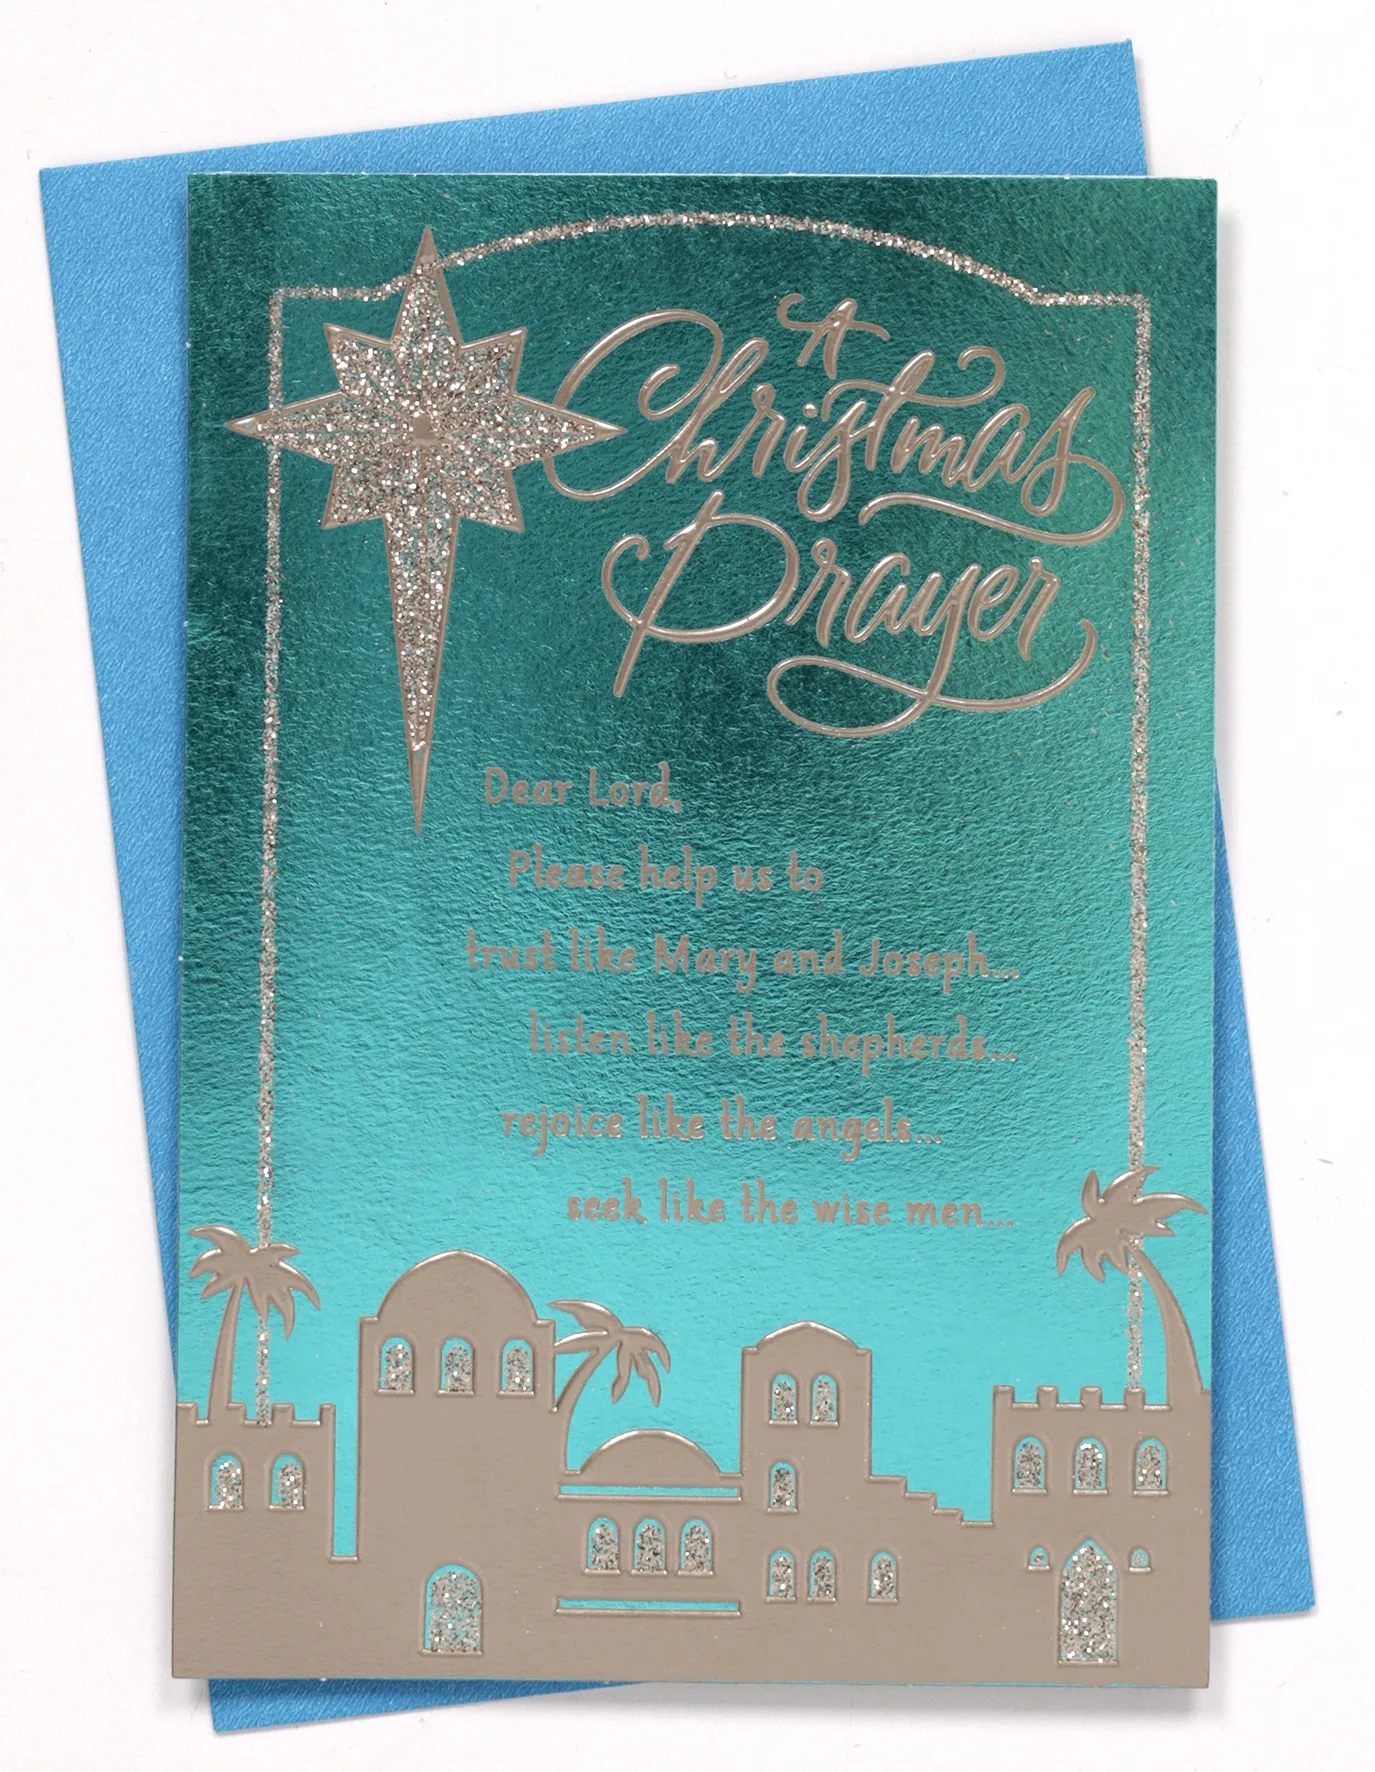 A
Christmas
Prayer
Dear Lord,
Please help us to
trust like Mary and Joseph...
listen like the shepherds...
rejoice like the angels...
seek like the wise men...